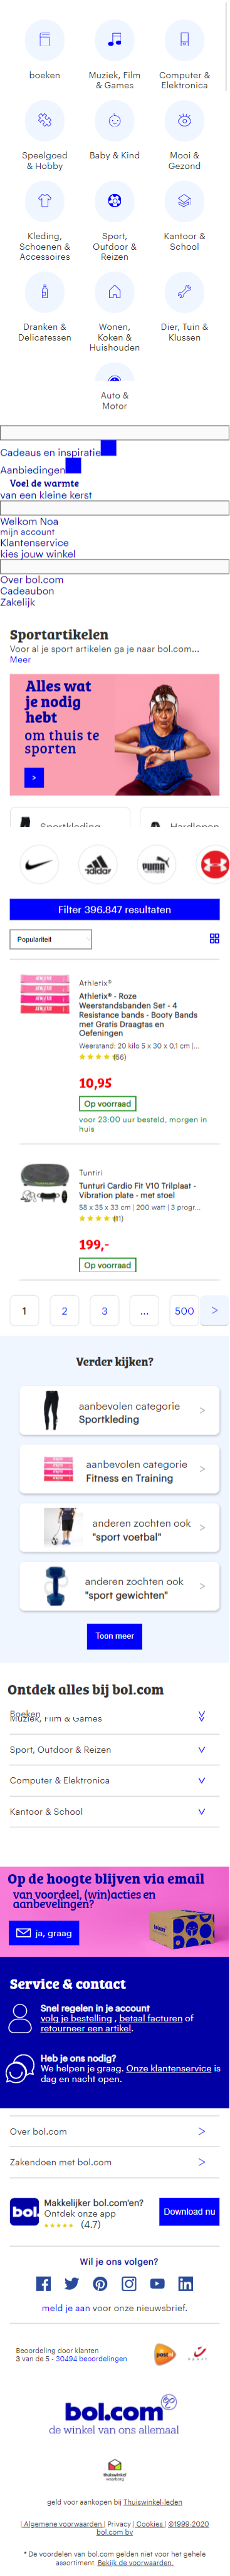 boeken
Muziek, Film
& Games
Computer &
Elektronica
Speelgoed
& Hobby
Baby & Kind
Mooi &
Gezond
Kleding,
Schoenen &
Accessoires
Sport,
Outdoor &
Reizen
Kantoor &
School
Dranken &
Delicatessen
Wonen,
Koken &
Huishouden
Dier, Tuin &
Klussen
Auto &
Motor
Cadeaus en inspiratie
Aanbiedingen
Voel de warmte
van een kleine kerst
Welkom Noa
mijn account
Klantenservice
kies jouw winkel
Over bol.com
Cadeaubon
Zakelijk
Sportartikelen
Voor al je sport artikelen ga je naar bol.com...
Meer
Alles wat
je nodig
hebt
om thuis te
sporten
>
Sportkleding
Hardlopen
adidas
PUMA
Filter 396.847 resultaten
Populariteit
Athletix®
Athletix® - Roze
Weerstandsbanden Set - 4
Resistance bands - Booty Bands
met Gratis Draagtas en
Oefeningen
Weerstand: 20 kilo 5 x 30 x 0,1 cm |...
(56)
10,95
Op voorraad
voor 23:00 uur besteld, morgen in
huis
Tuntiri
Tunturi Cardio Fit V10 Trilplaat -
Vibration plate - met stoel
58 x 35 x 33 cm | 200 watt | 3 progr...
(11)
199,-
Op voorraad
1 2 3 ... 500 >
Verder kijken?
aanbevolen categorie
Sportkleding
>
aanbevolen categorie
Fitness en Training
>
anderen zochten ook
"sport voetbal"
>
anderen zochten ook
"sport gewichten"
>
Toon meer
Ontdek alles bij bol.com
Boeken
Muziek, Film & Games
Sport, Outdoor & Reizen
Computer & Elektronica
Kantoor & School
Op de hoogte blijven via email
van voordeel, (win)acties en
aanbevelingen?
ja, graag
Service & contact
Snel regelen in je account
volg je bestelling , betaal facturen of
retourneer een artikel.
Heb je ons nodig?
We helpen je graag. Onze klantenservice is
dag en nacht open.
Over bol.com >
Zakendoen met bol.com >
bol.
Makkelijker bol.com'en?
Ontdek onze app
(4.7)
Download nu
Wil je ons volgen?
meld je aan voor onze nieuwsbrief.
Beoordeling door klanten
3 van de 5 - 30494 beoordelingen
postnl
bol.com
de winkel van ons allemaal
thuiswinkel
waarborg
geld voor aankopen bij Thuiswinkel-leden
| Algemene voorwaarden | Privacy | Cookies | ©1999-2020
bol.com bv
* De voordelen van bol.com gelden niet voor het gehele
assortiment. Bekijk de voorwaarden.